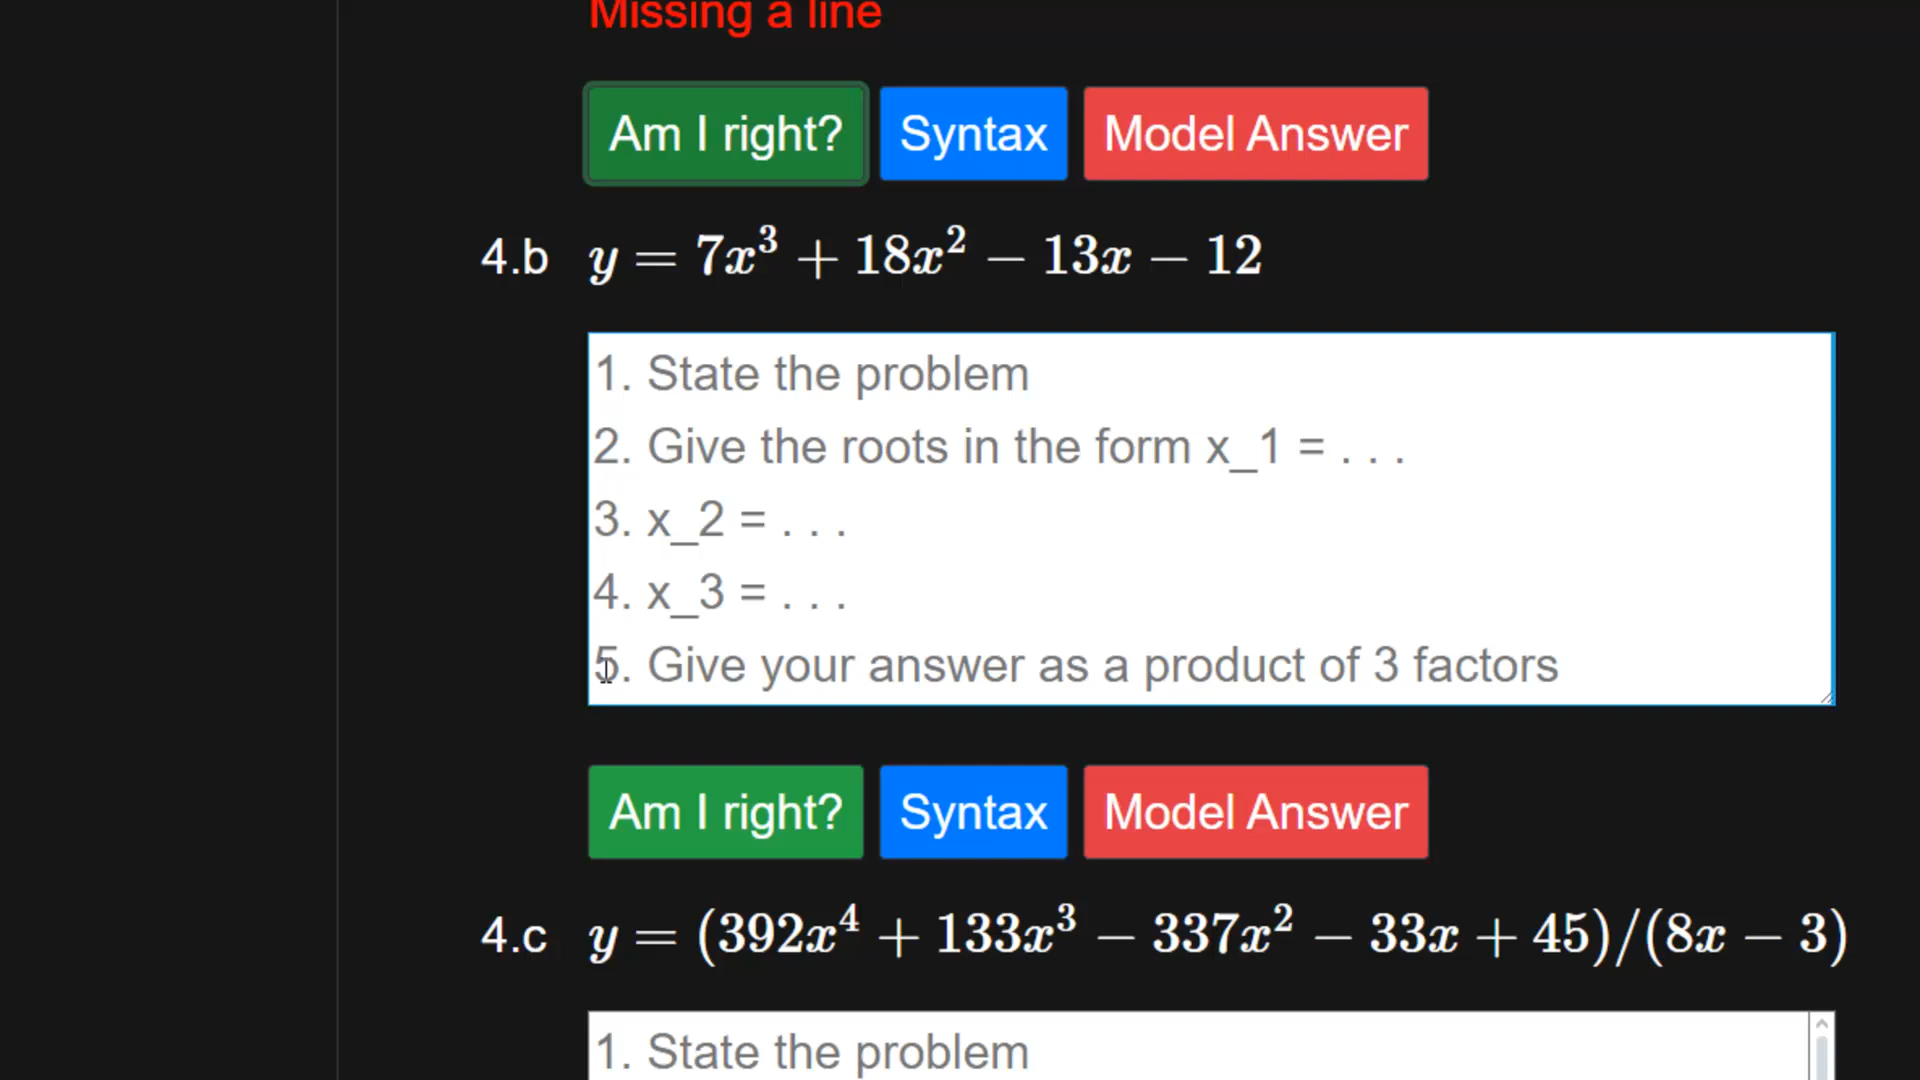 Missing a line
Am I right? Syntax Model Answer
4.b y = 7x³ + 18x² − 13x − 12
1. State the problem
2. Give the roots in the form x_1 = . . .
3. x_2 = . . .
4. x_3 = . . .
5. Give your answer as a product of 3 factors
Am I right? Syntax Model Answer
4.c y = (392x⁴ + 133x³ − 337x² − 33x + 45)/(8x − 3)
1. State the problem